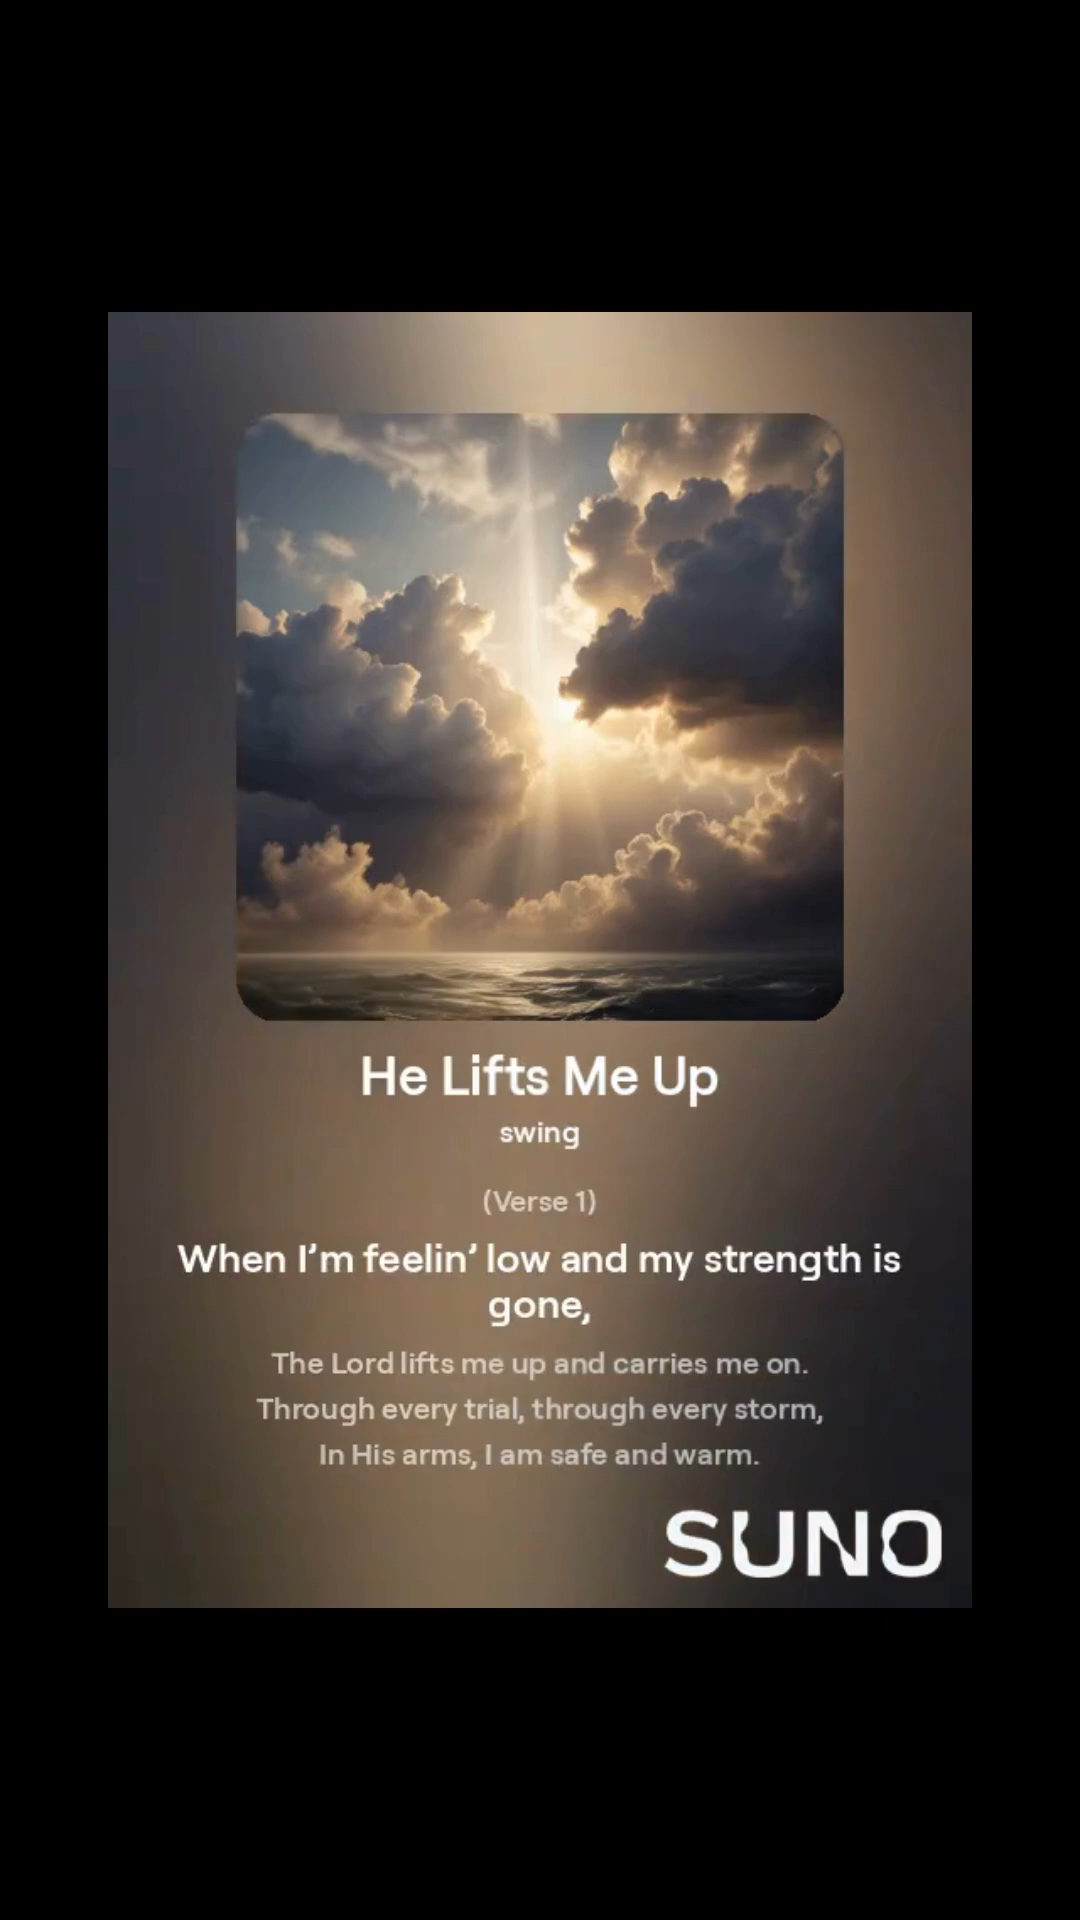 He Lifts Me Up
swing
(Verse 1)
When I’m feelin’ low and my strength is
gone,
The Lord lifts me up and carries me on.
Through every trial, through every storm,
In His arms, I am safe and warm.
SUNO